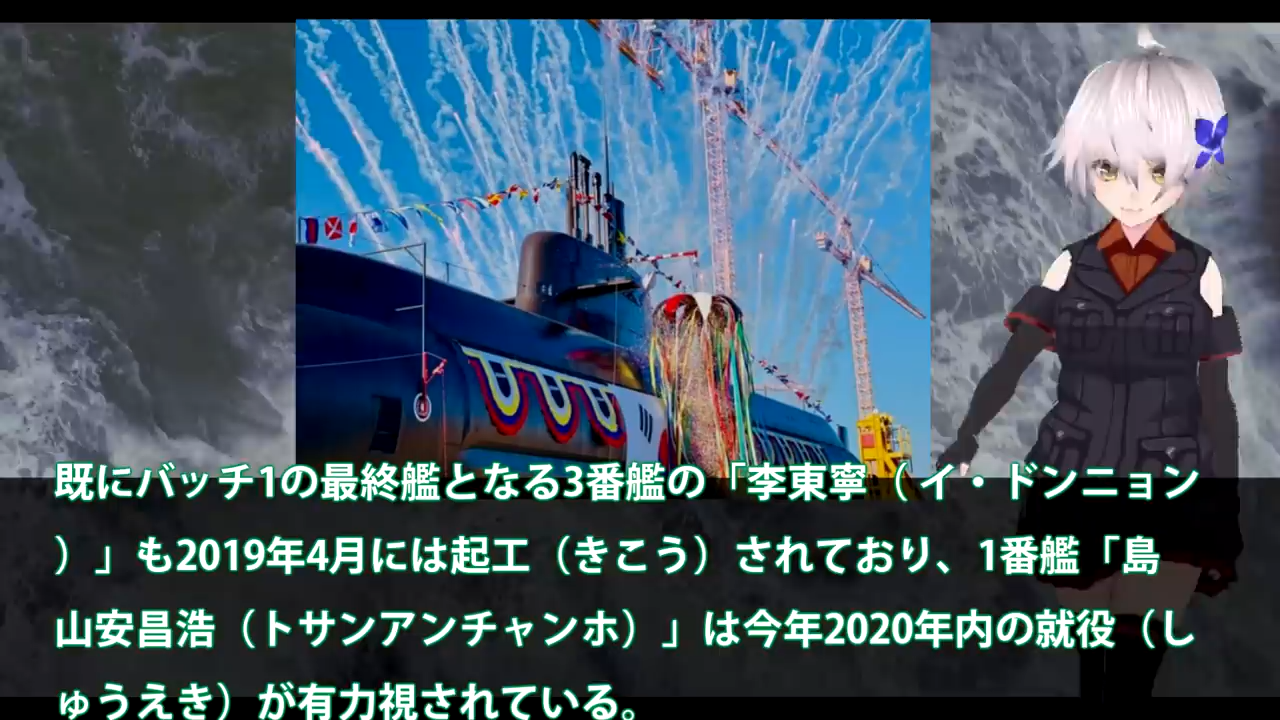 既にバッチ1の最終艦となる3番艦の「李東寧（イ・ドンニョン
）」も2019年4月には起工（きこう）されており、1番艦「島
山安昌浩（トサンアンチャンホ）」は今年2020年内の就役（し
ゅうえき）が有力視されている。